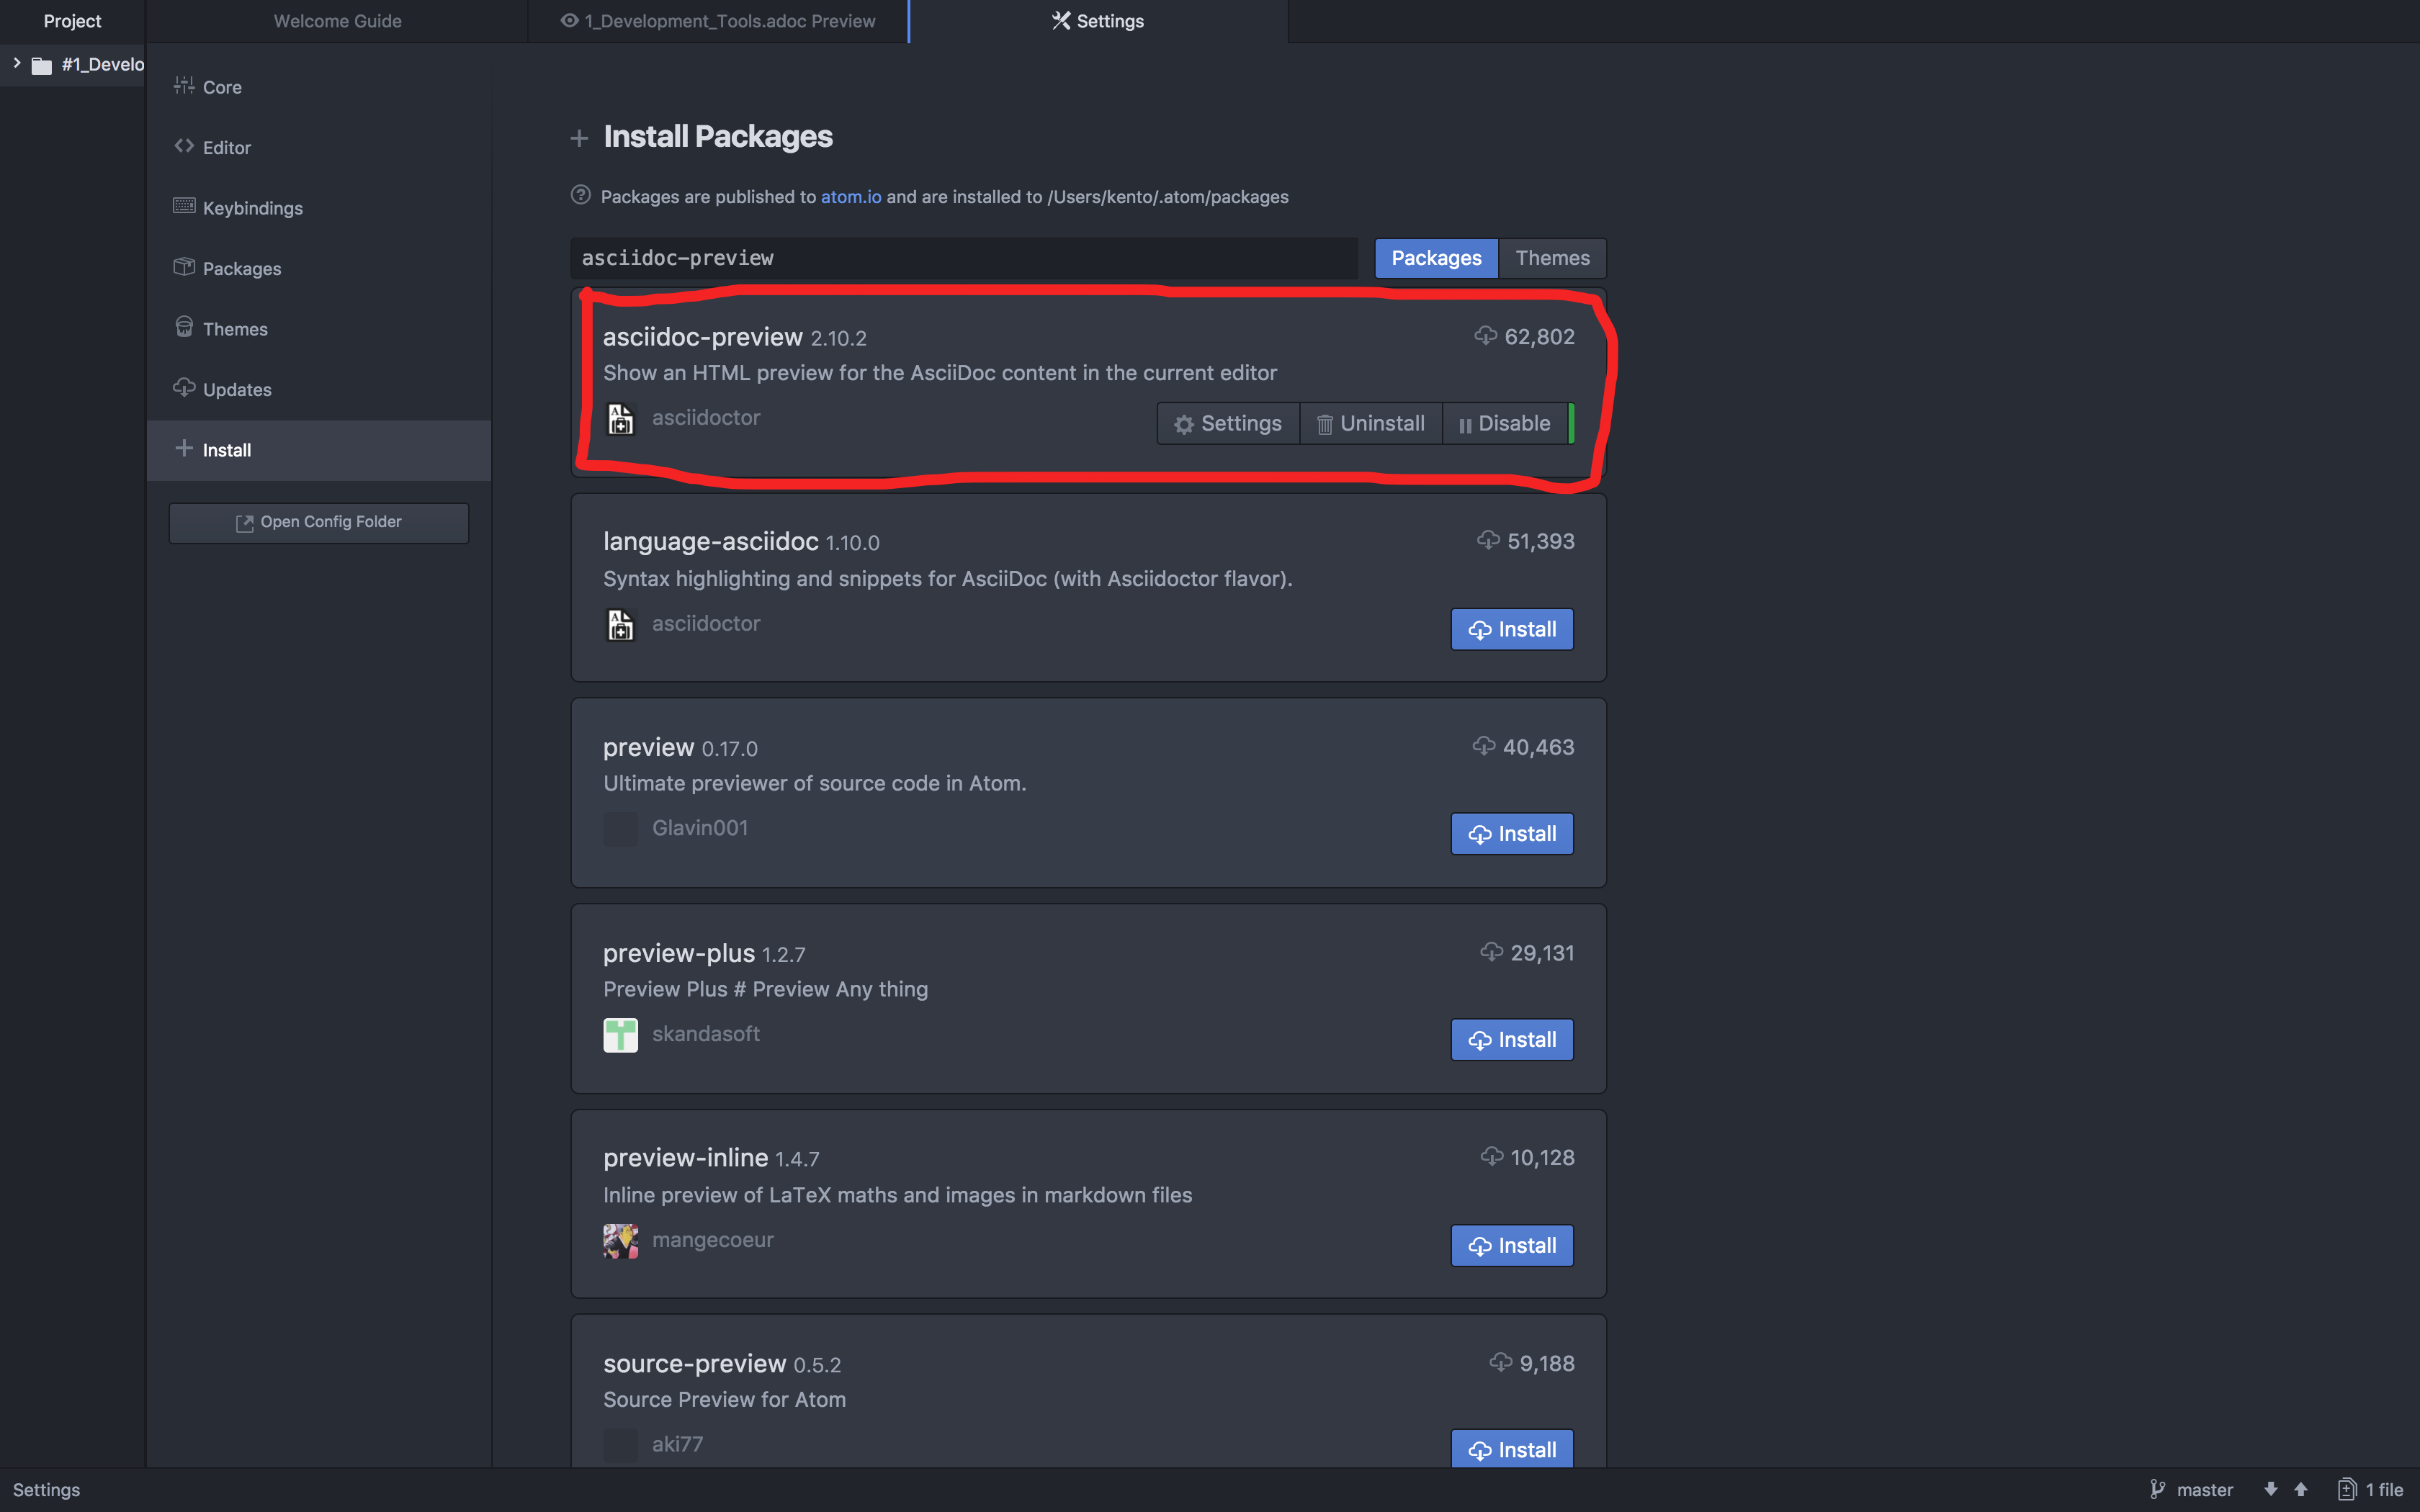 Project
Welcome Guide
1_Development_Tools.adoc Preview
Settings
#1_Develo
Core
Editor
Keybindings
Packages
Themes
Updates
Install
Open Config Folder
Install Packages
Packages are published to atom.io and are installed to /Users/kento/.atom/packages
asciidoc-preview
Packages Themes
asciidoc-preview 2.10.2 62,802
Show an HTML preview for the AsciiDoc content in the current editor
asciidoctor
Settings Uninstall Disable
language-asciidoc 1.10.0 51,393
Syntax highlighting and snippets for AsciiDoc (with Asciidoctor flavor).
asciidoctor
Install
preview 0.17.0 40,463
Ultimate previewer of source code in Atom.
Glavin001
Install
preview-plus 1.2.7 29,131
Preview Plus # Preview Any thing
skandasoft
Install
preview-inline 1.4.7 10,128
Inline preview of LaTeX maths and images in markdown files
mangecoeur
Install
source-preview 0.5.2 9,188
Source Preview for Atom
aki77
Install
Settings
master
1 file